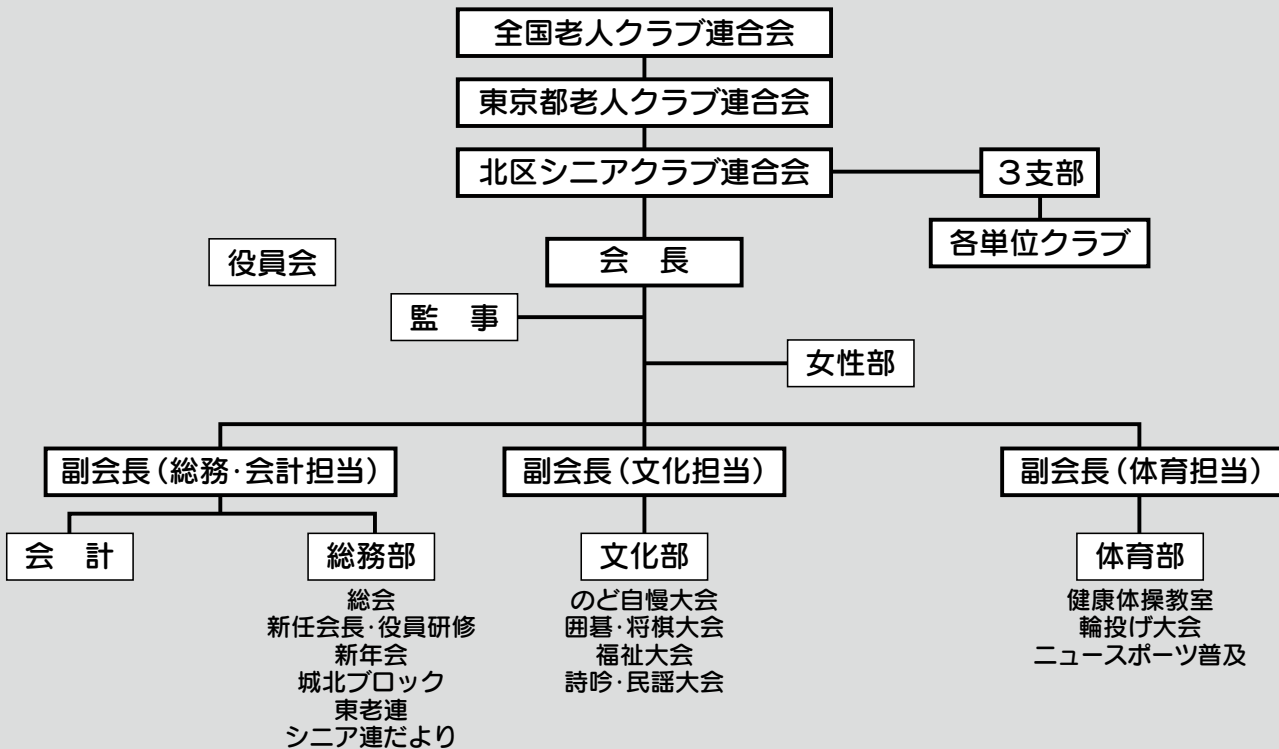 全国老人クラブ連合会
東京都老人クラブ連合会
北区シニアクラブ連合会
3支部
各単位クラブ
役員会
会　長
監　事
女性部
副会長（総務・会計担当）
副会長（文化担当）
副会長（体育担当）
会　計
総務部
総会
新任会長・役員研修
新年会
城北ブロック
東老連
シニア連だより
文化部
のど自慢大会
囲碁・将棋大会
福祉大会
詩吟・民謡大会
体育部
健康体操教室
輪投げ大会
ニュースポーツ普及